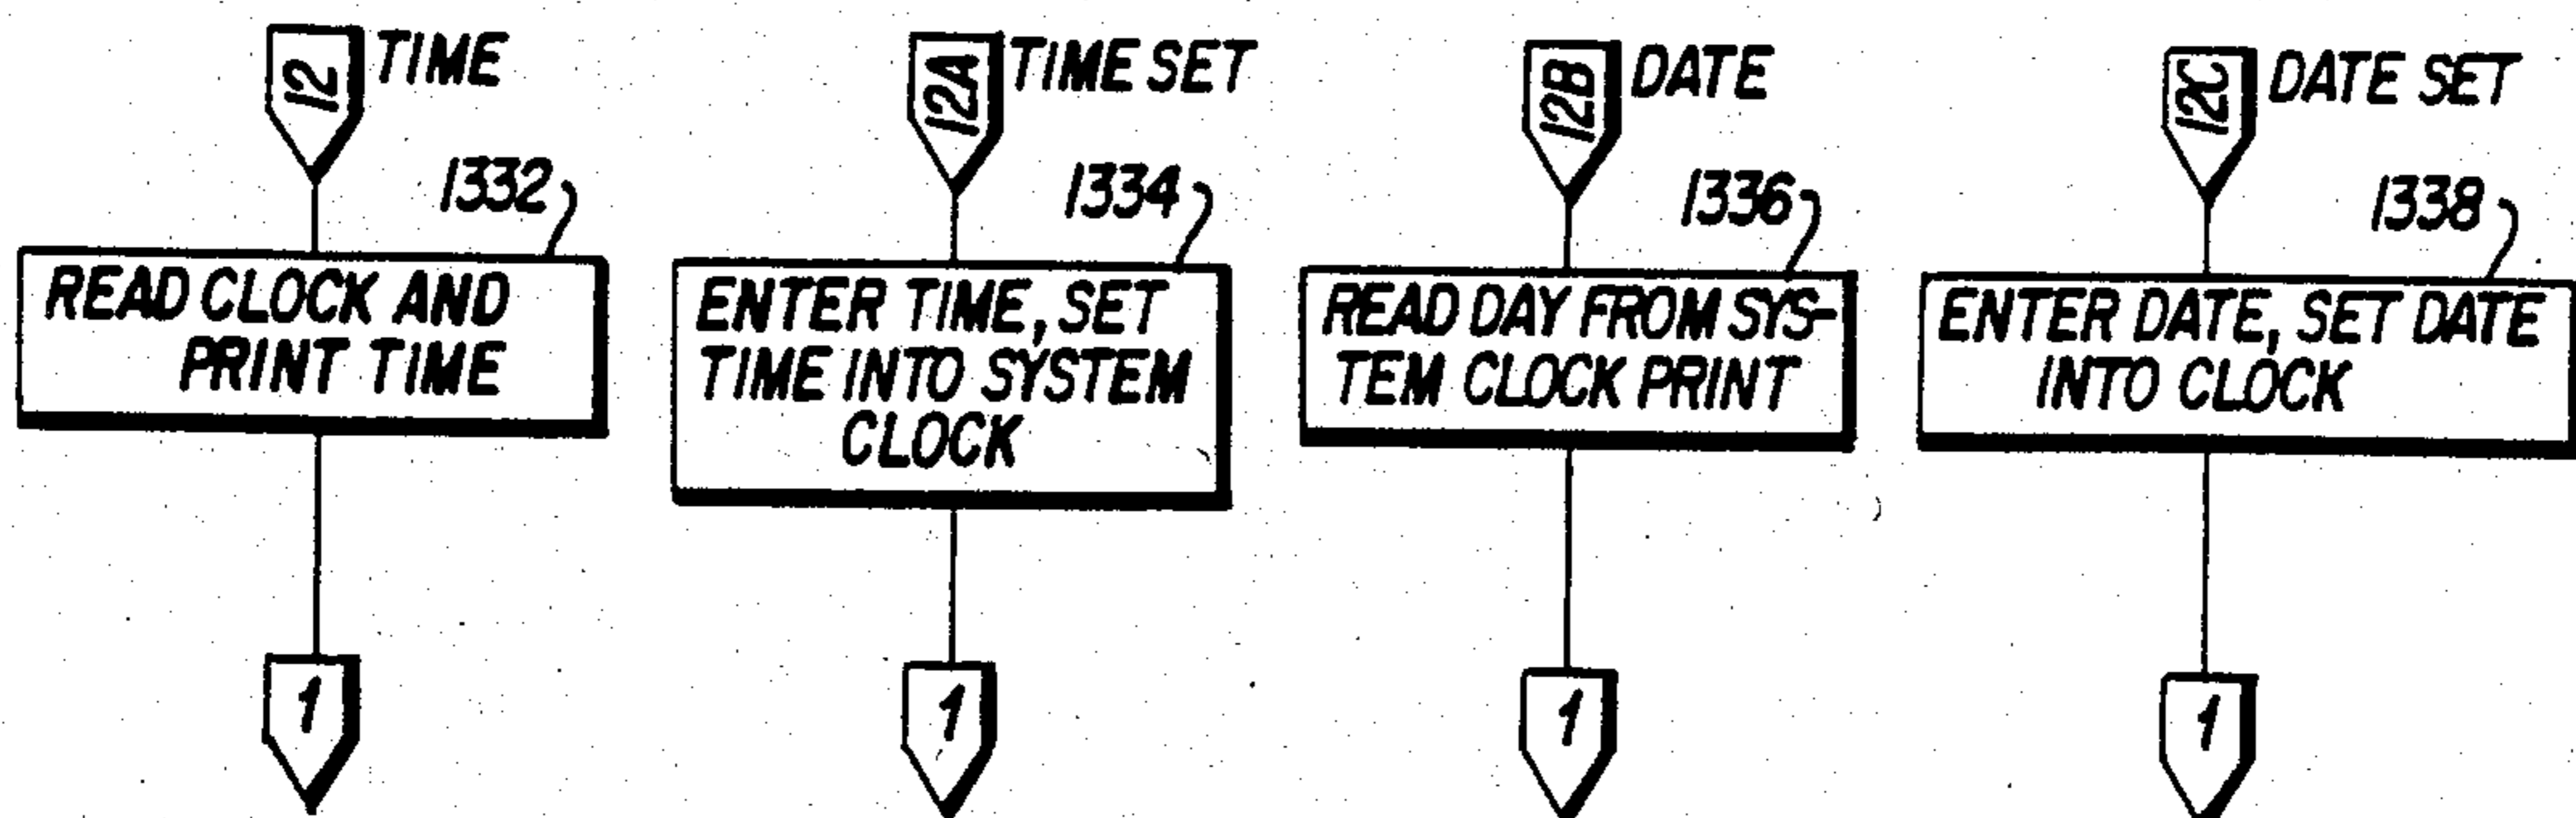 12 TIME
1332
READ CLOCK AND
PRINT TIME
1
12A TIME SET
1334
ENTER TIME, SET
TIME INTO SYSTEM
CLOCK
1
12B DATE
1336
READ DAY FROM SYS-
TEM CLOCK PRINT
1
12C DATE SET
1338
ENTER DATE, SET DATE
INTO CLOCK
1